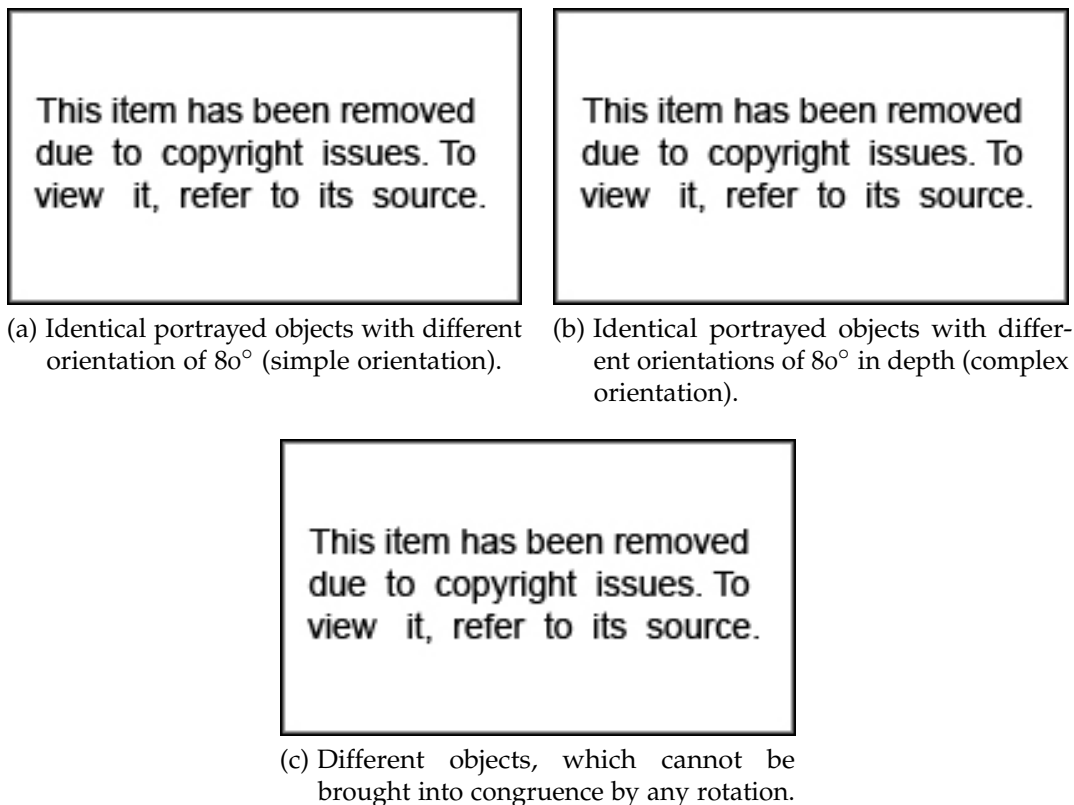 This item has been removed
due to copyright issues. To
view it, refer to its source.
(a) Identical portrayed objects with different
orientation of 80° (simple orientation).
This item has been removed
due to copyright issues. To
view it, refer to its source.
(b) Identical portrayed objects with differ-
ent orientations of 80° in depth (complex
orientation).
This item has been removed
due to copyright issues. To
view it, refer to its source.
(c) Different objects, which cannot be
brought into congruence by any rotation.